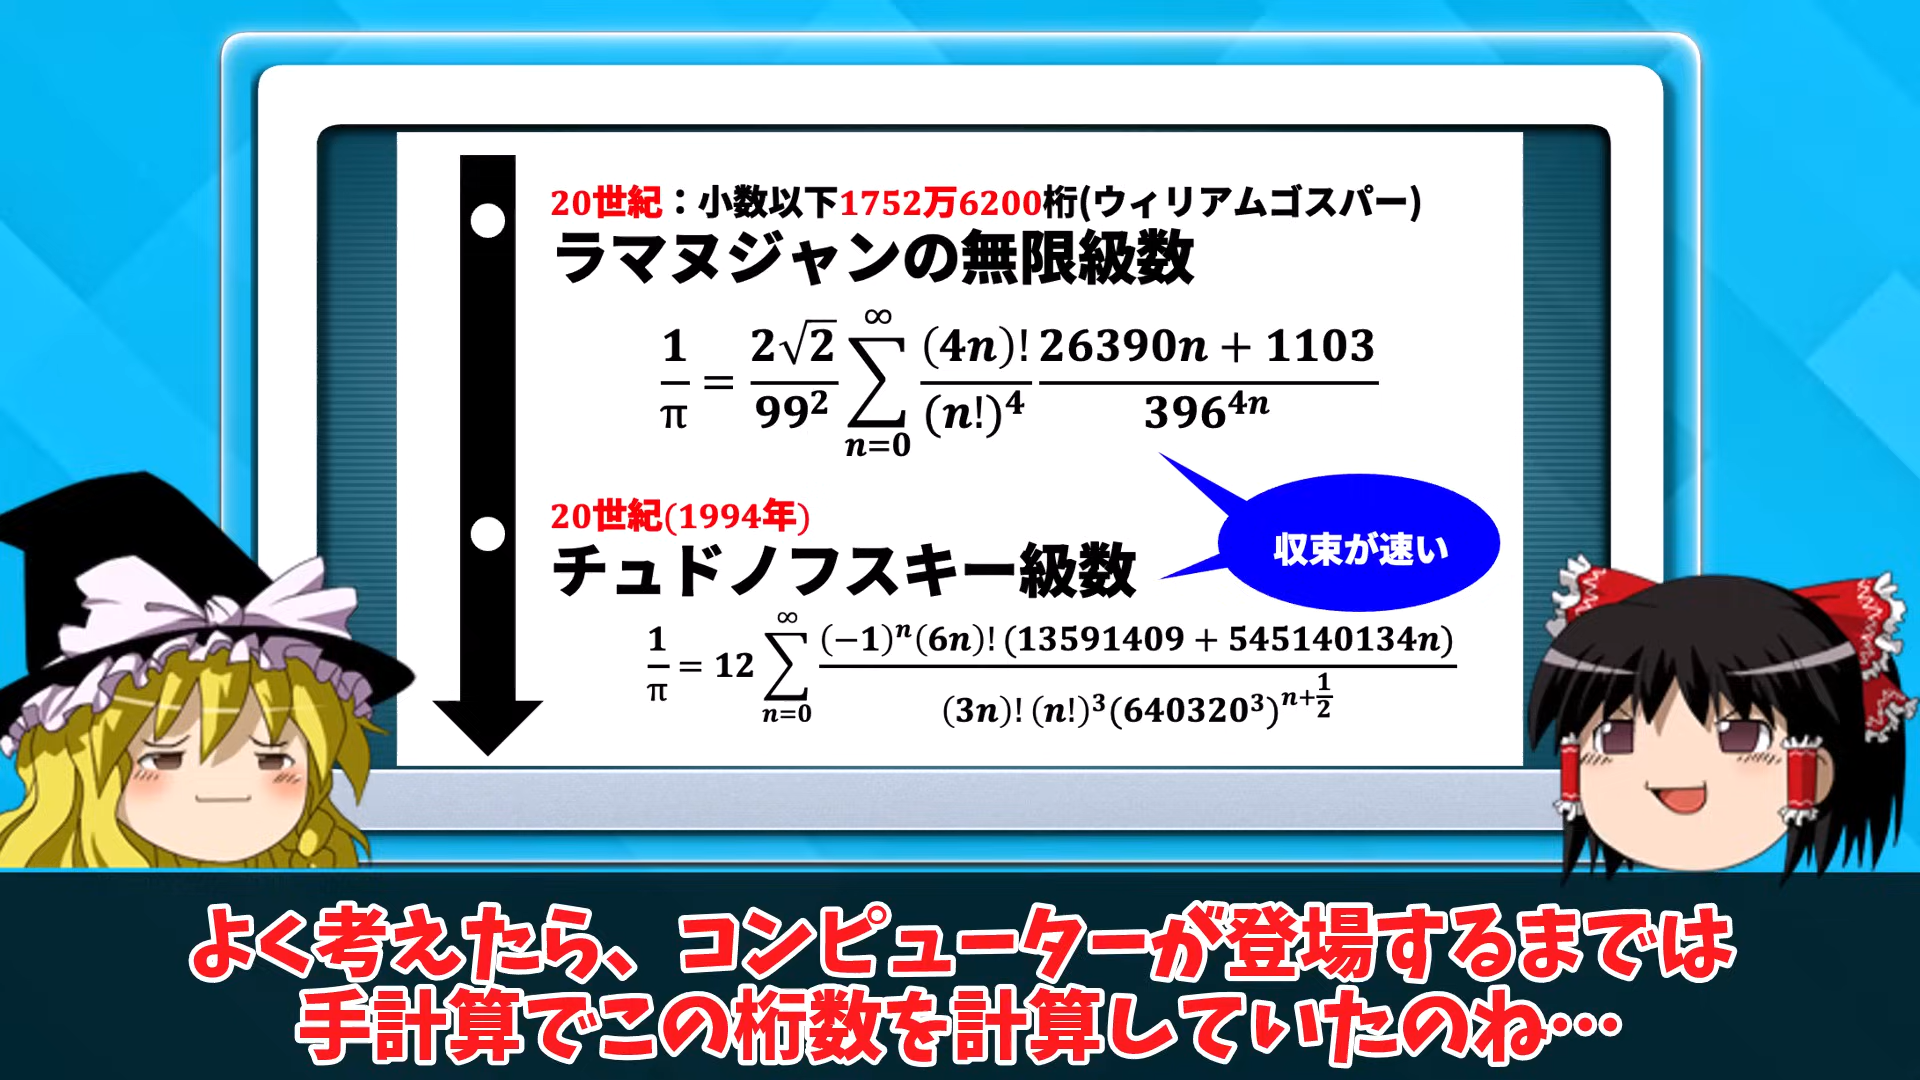 20世紀：小数以下1752万6200桁(ウィリアムゴスパー)
ラマヌジャンの無限級数
1/π = 2√2/99² ∑_{n=0}^{∞} (4n)!/(n!)⁴ 26390n + 1103/396⁴ⁿ
20世紀(1994年)
収束が速い
チュドノフスキー級数
1/π = 12 ∑_{n=0}^{∞} (−1)ⁿ(6n)! (13591409 + 545140134n)/(3n)! (n!)³(640320³)^{n+1/2}
よく考えたら、コンピューターが登場するまでは
手計算でこの桁数を計算していたのね…